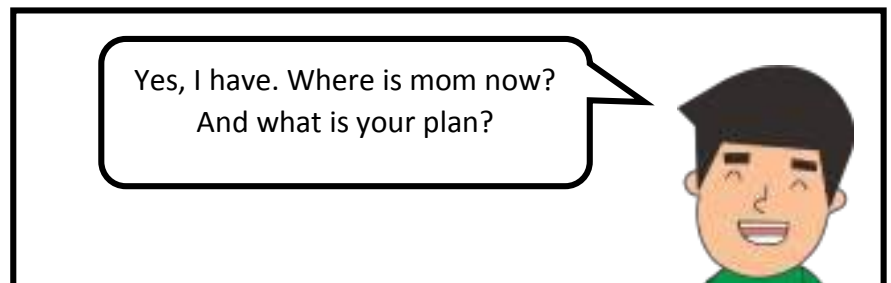 Yes, I have. Where is mom now?
And what is your plan?